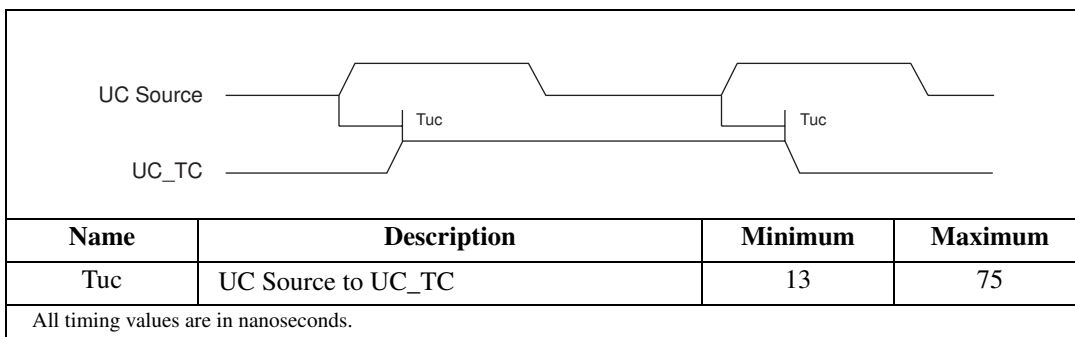 UC Source
Tuc
Tuc
UC_TC
Name Description Minimum Maximum
Tuc UC Source to UC_TC 13 75
All timing values are in nanoseconds.